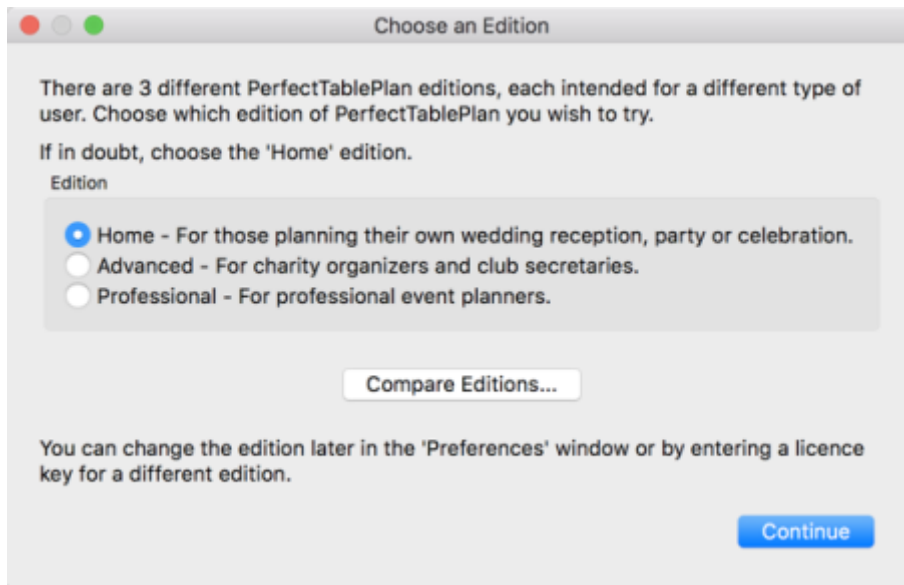 Choose an Edition
There are 3 different PerfectTablePlan editions, each intended for a different type of
user. Choose which edition of PerfectTablePlan you wish to try.
If in doubt, choose the 'Home' edition.
Edition
Home - For those planning their own wedding reception, party or celebration.
Advanced - For charity organizers and club secretaries.
Professional - For professional event planners.
Compare Editions...
You can change the edition later in the 'Preferences' window or by entering a licence
key for a different edition.
Continue